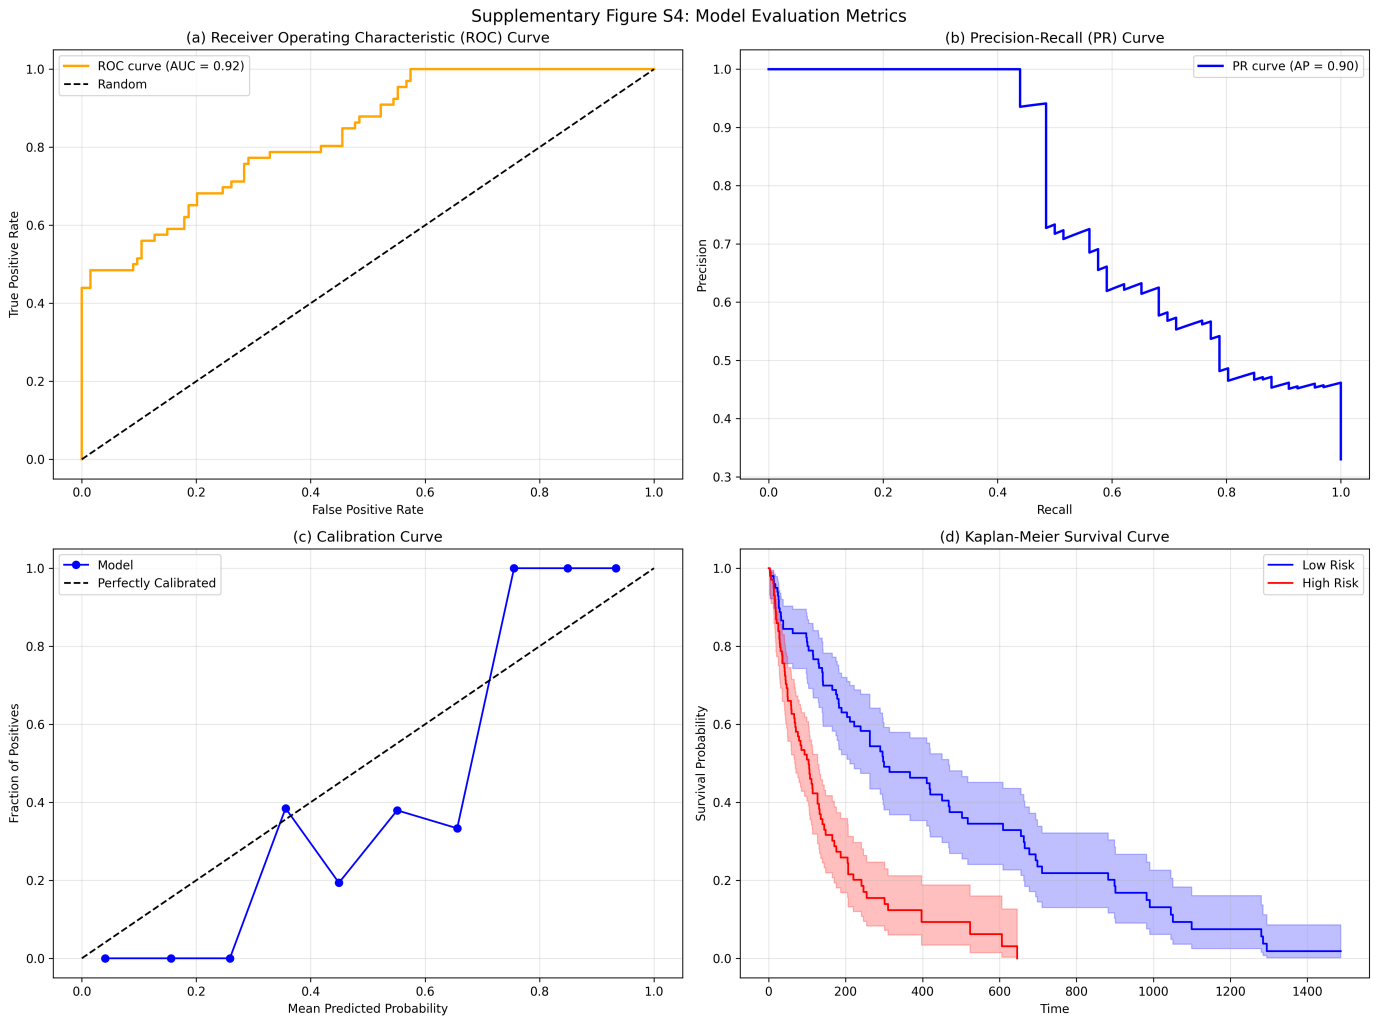 Supplementary Figure S4: Model Evaluation Metrics
(a) Receiver Operating Characteristic (ROC) Curve
ROC curve (AUC = 0.92)
Random
True Positive Rate
1.0
0.8
0.6
0.4
0.2
0.0
0.0 0.2 0.4 0.6 0.8 1.0
False Positive Rate
(b) Precision-Recall (PR) Curve
PR curve (AP = 0.90)
Precision
1.0
0.9
0.8
0.7
0.6
0.5
0.4
0.3
0.0 0.2 0.4 0.6 0.8 1.0
Recall
(c) Calibration Curve
Model
Perfectly Calibrated
Fraction of Positives
1.0
0.8
0.6
0.4
0.2
0.0
0.0 0.2 0.4 0.6 0.8 1.0
Mean Predicted Probability
(d) Kaplan-Meier Survival Curve
Low Risk
High Risk
Survival Probability
1.0
0.8
0.6
0.4
0.2
0.0
0 200 400 600 800 1000 1200 1400
Time